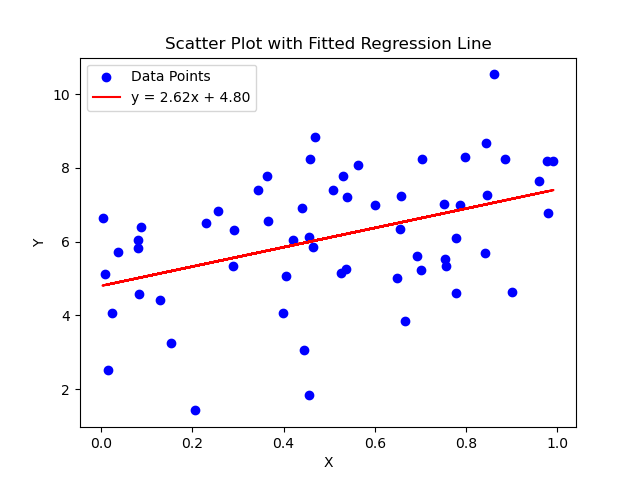 Scatter Plot with Fitted Regression Line
Data Points
y = 2.62x + 4.80
Y
10
8
6
4
2
0.0 0.2 0.4 0.6 0.8 1.0
X